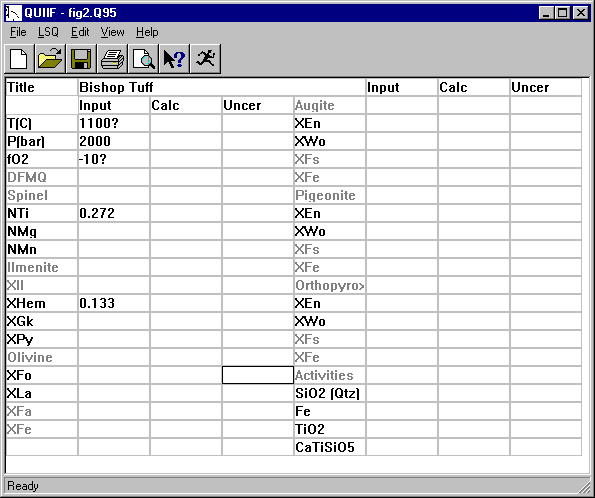 QUIIF - fig2.Q95
File LSQ Edit View Help
Title Bishop Tuff Input Calc Uncer
Input Calc Uncer Augite
T(C) 1100? XEn
P(bar) 2000 XWo
fO2 -10? XFs
DFMQ XFe
Spinel Pigeonite
NTi 0.272 XEn
NMg XWo
NMn XFs
Ilmenite XFe
XIl Orthopyro>
XHem 0.133 XEn
XGk XWo
XPy XFs
Olivine XFe
XFo Activities
XLa SiO2 (Qtz)
XFa Fe
XFe TiO2
CaTiSiO5
Ready